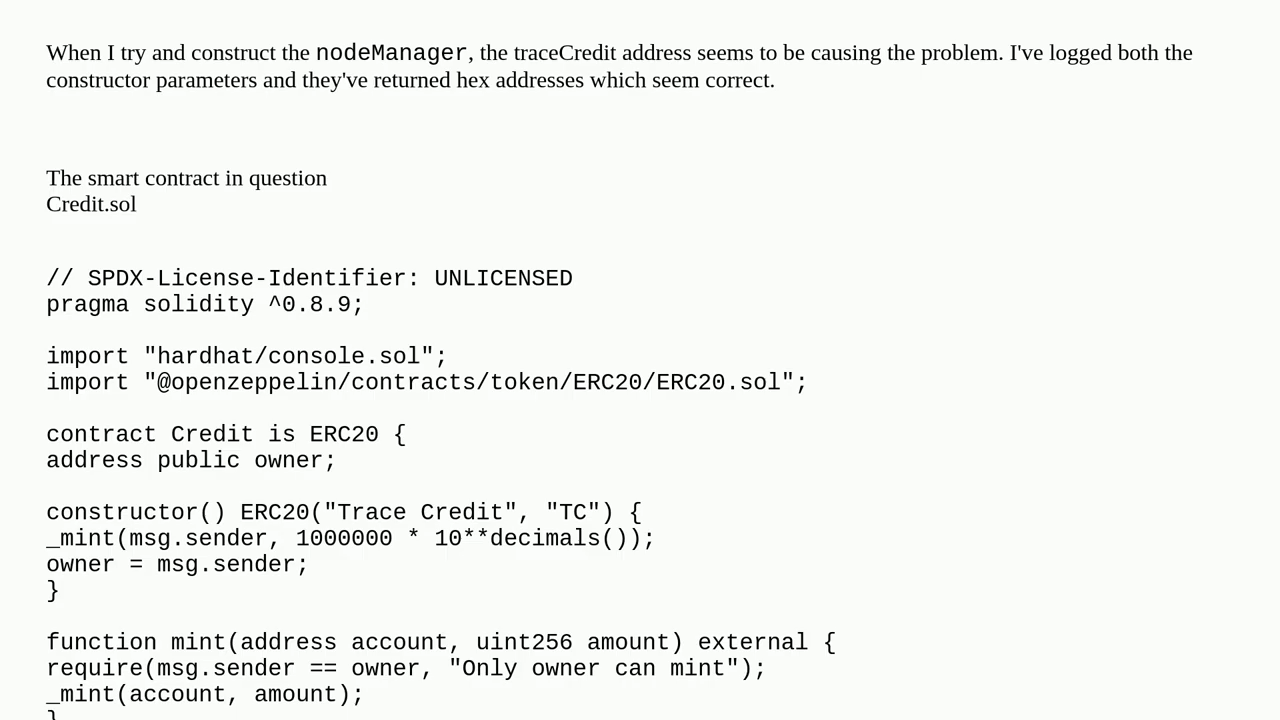 When I try and construct the nodeManager, the traceCredit address seems to be causing the problem. I've logged both the
constructor parameters and they've returned hex addresses which seem correct.
The smart contract in question
Credit.sol
// SPDX-License-Identifier: UNLICENSED
pragma solidity ^0.8.9;
import "hardhat/console.sol";
import "@openzeppelin/contracts/token/ERC20/ERC20.sol";
contract Credit is ERC20 {
address public owner;
constructor() ERC20("Trace Credit", "TC") {
_mint(msg.sender, 1000000 * 10**decimals());
owner = msg.sender;
}
function mint(address account, uint256 amount) external {
require(msg.sender == owner, "Only owner can mint");
_mint(account, amount);
}